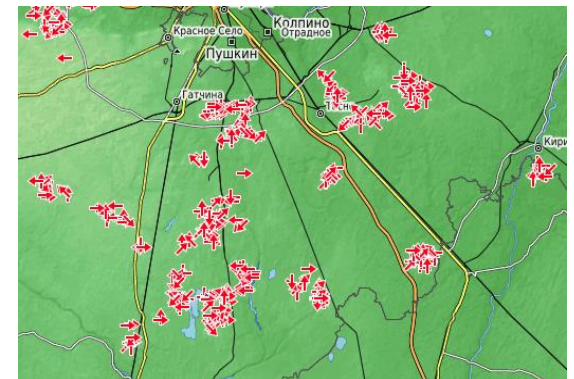 Колпино
Красное Село
Отрадное
Пушкин
Гатчина
Кири